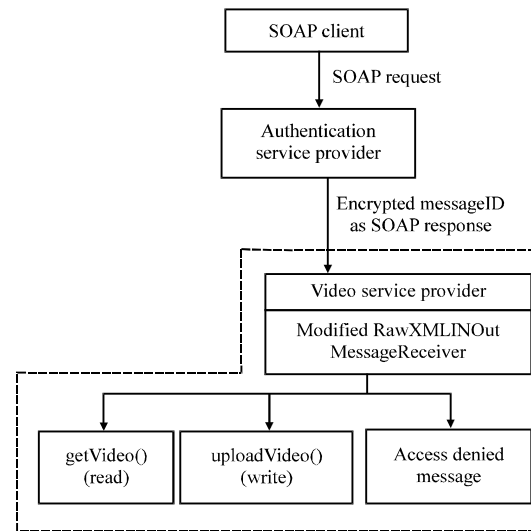 SOAP client
SOAP request
Authentication
service provider
Encrypted messageID
as SOAP response
Video service provider
Modified RawXMLINOut
MessageReceiver
getVideo()
(read)
uploadVideo()
(write)
Access denied
message